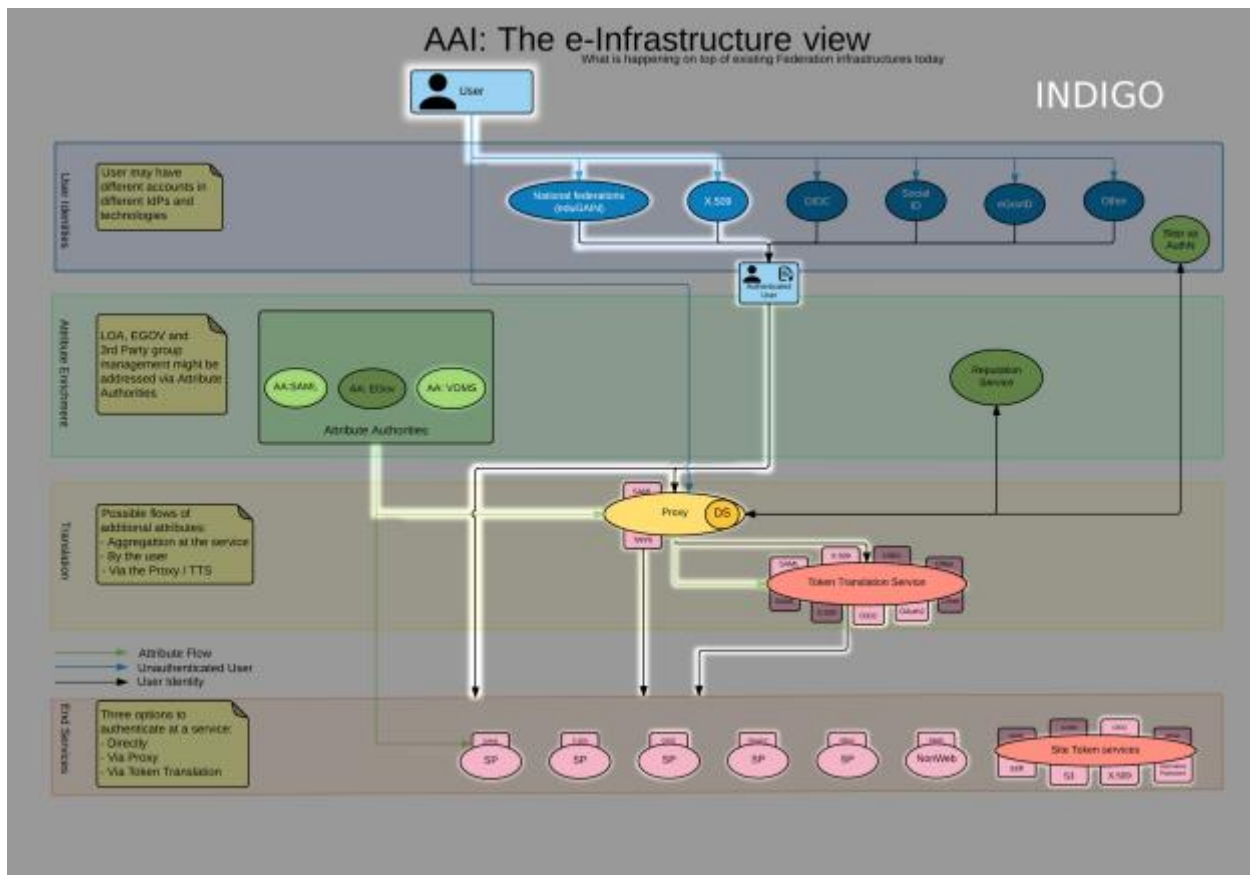 AAI: The e-Infrastructure view
What is happening on top of existing Federation infrastructures today
INDIGO
User
User Identities
User may have
different accounts in
different IdPs and
technologies
National federations
(eduGAIN)
X.509
OIDC
Social
ID
Other
Step up
AuthN
Authenticated
User
Attribute Enrichment
LOA, EGOV and
3rd Party group
management might be
addressed via Attribute
Authorities
AA:SAML
AA: EGov
AA: VOMS
Attribute Authorities
Reputation
Service
Translation
Possible flows of
additional attributes:
- Aggregation at the service
- By the user
- Via the Proxy / TTS
SAML
Proxy
DS
X.509
SAML
Token Translation Service
X.509
OAuth2
Attribute Flow
Unauthenticated User
User Identity
End Services
Three options to
authenticate at a service:
- Directly
- Via Proxy
- Via Token Translation
SP
SP
SP
SP
SP
NonWeb
Site Token services
SSH
S3
X.509